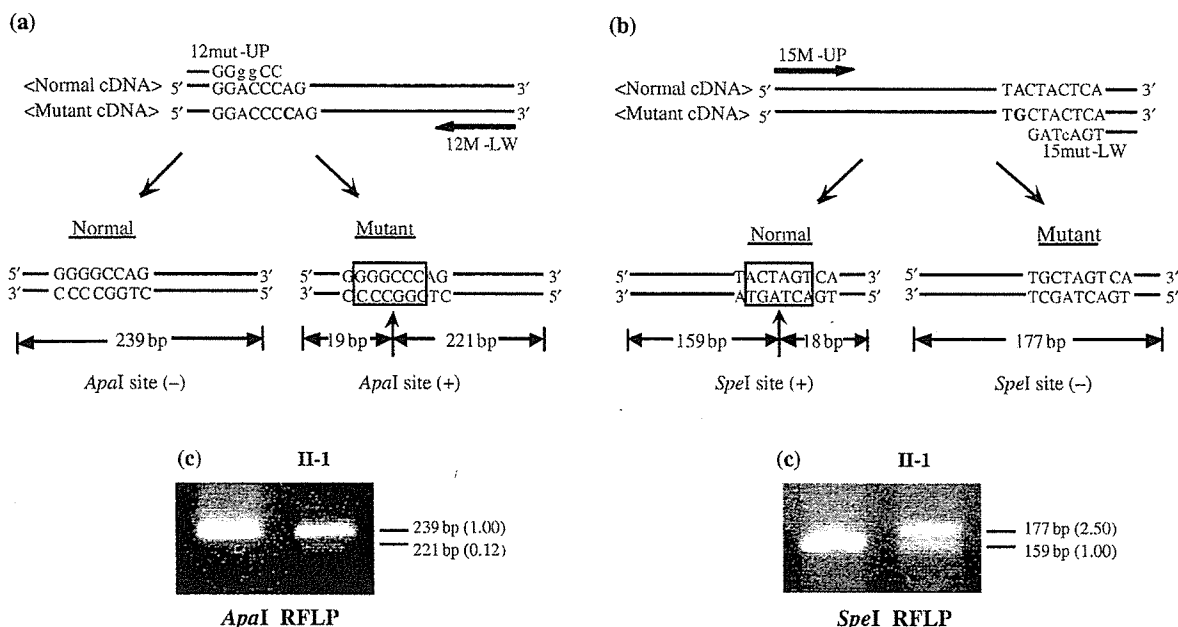 (a)
12mut-UP
GGggCC
<Normal cDNA> 5′ GGACCCAG 3′
<Mutant cDNA> 5′ GGACCCCAG 3′
12M-LW
Normal
5′ GGGGCCAG 3′
3′ CCCCGGTC 5′
239 bp
ApaI site (−)
Mutant
5′ GGGGCCCAG 3′
3′ CCCCGGGTC 5′
19 bp 221 bp
ApaI site (+)
(b)
15M-UP
<Normal cDNA> 5′ TACTACTCA 3′
<Mutant cDNA> 5′ TGCTACTCA 3′
GATcAGT
15mut-LW
Normal
5′ TACTAGTCA 3′
3′ ATGATCAGT 5′
159 bp 18 bp
SpeI site (+)
Mutant
5′ TGCTAGTCA 3′
3′ TCGATCAGT 5′
177 bp
SpeI site (−)
(c) II-1
239 bp (1.00)
221 bp (0.12)
ApaI RFLP
(c) II-1
177 bp (2.50)
159 bp (1.00)
SpeI RFLP